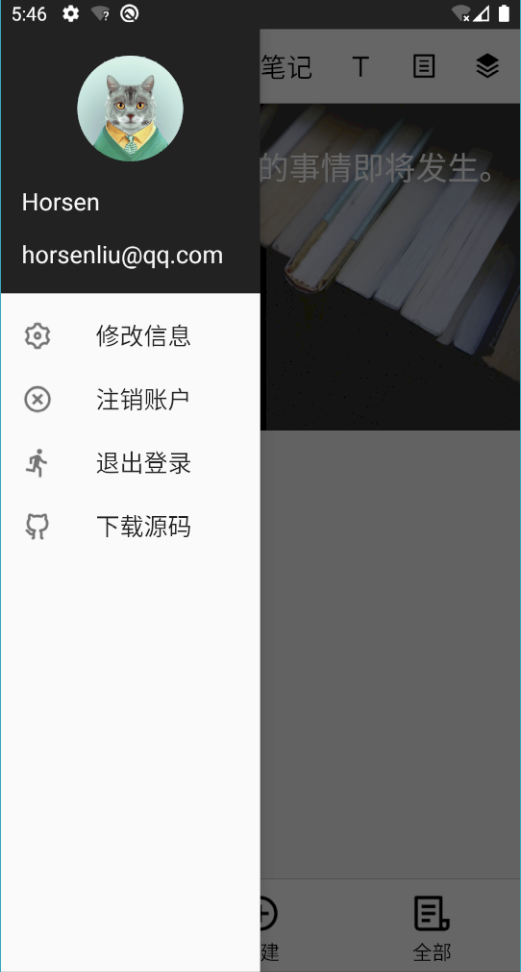 5:46
笔记
的事情即将发生。
Horsen
horsenliu@qq.com
修改信息
注销账户
退出登录
下载源码
建
全部